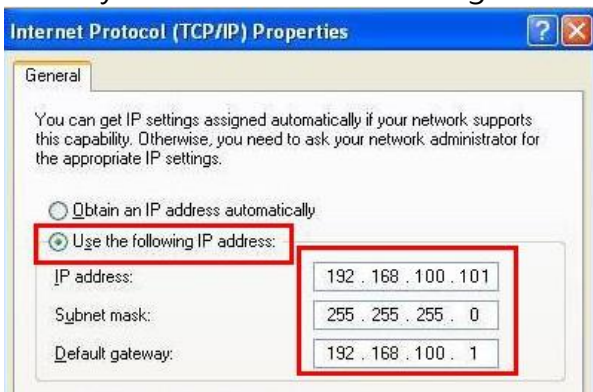 Internet Protocol (TCP/IP) Properties
General
You can get IP settings assigned automatically if your network supports
this capability. Otherwise, you need to ask your network administrator for
the appropriate IP settings.
Obtain an IP address automatically
Use the following IP address:
IP address: 192 . 168 . 100 . 101
Subnet mask: 255 . 255 . 255 . 0
Default gateway: 192 . 168 . 100 . 1